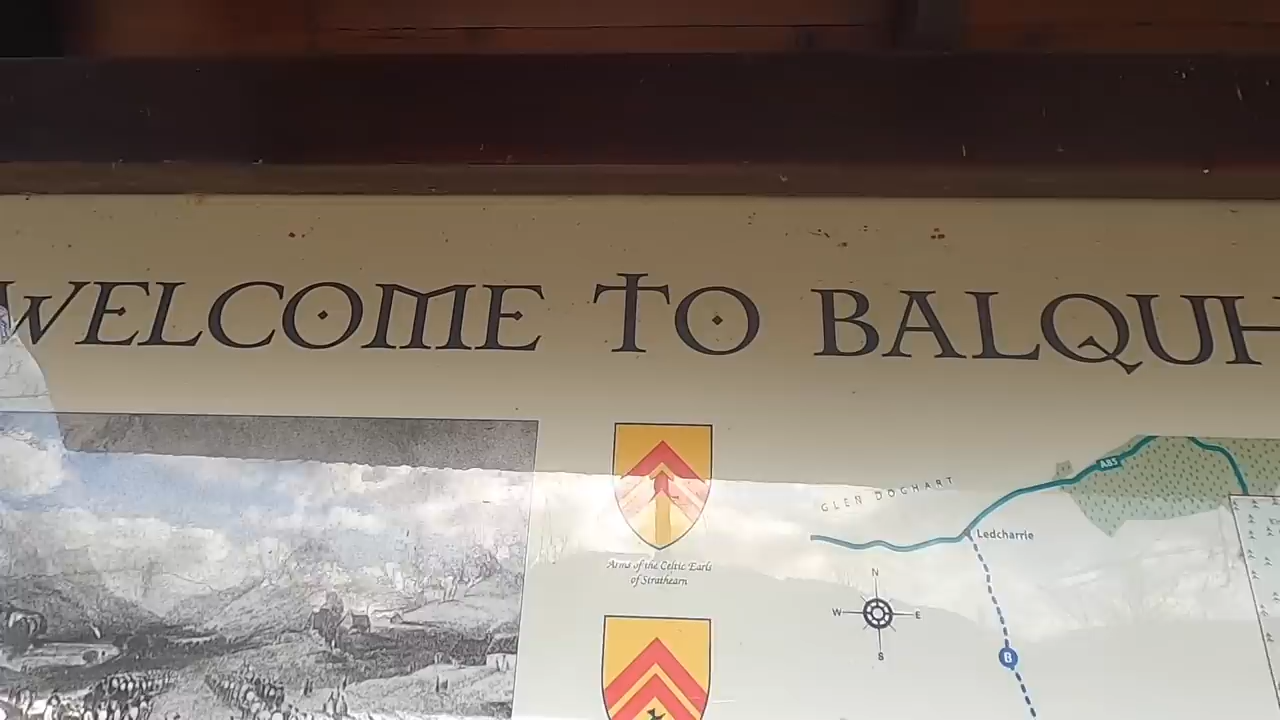 WELCOME TO BALQUH
Arms of the Celtic Earls
of Strathearn
GLEN DOCHART
A85
Ledcharrie
N
W E
S
B